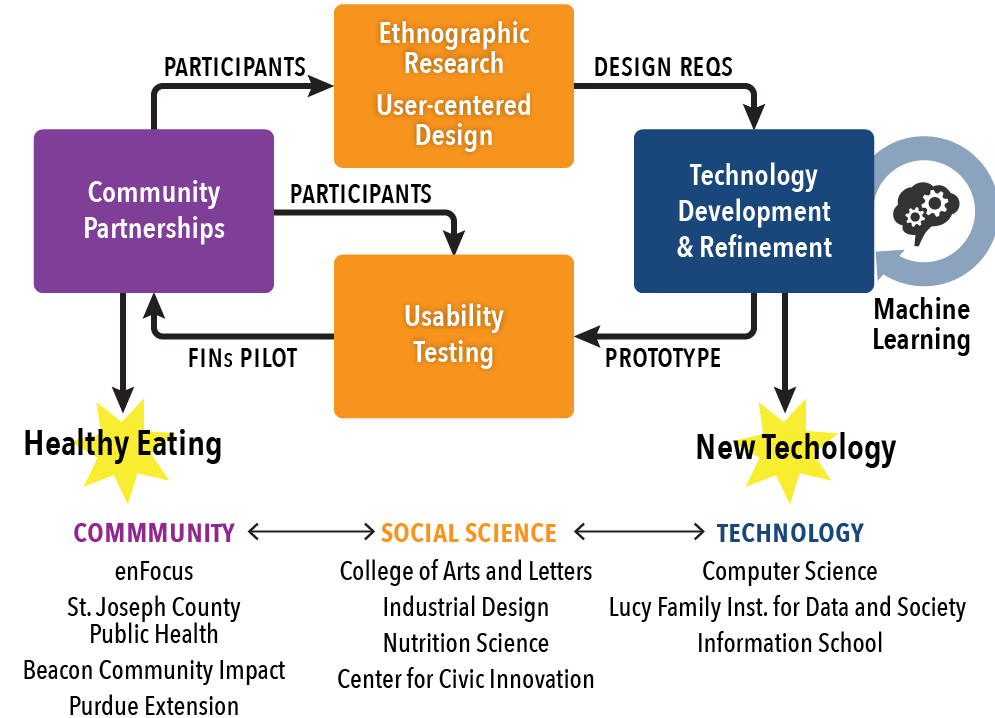 Ethnographic
Research
User-centered
Design
PARTICIPANTS
DESIGN REQS
Community
Partnerships
PARTICIPANTS
Technology
Development
& Refinement
Machine
Learning
Usability
Testing
FINs PILOT
PROTOTYPE
Healthy Eating
New Techology
COMMMUNITY
enFocus
St. Joseph County
Public Health
Beacon Community Impact
Purdue Extension
SOCIAL SCIENCE
College of Arts and Letters
Industrial Design
Nutrition Science
Center for Civic Innovation
TECHNOLOGY
Computer Science
Lucy Family Inst. for Data and Society
Information School